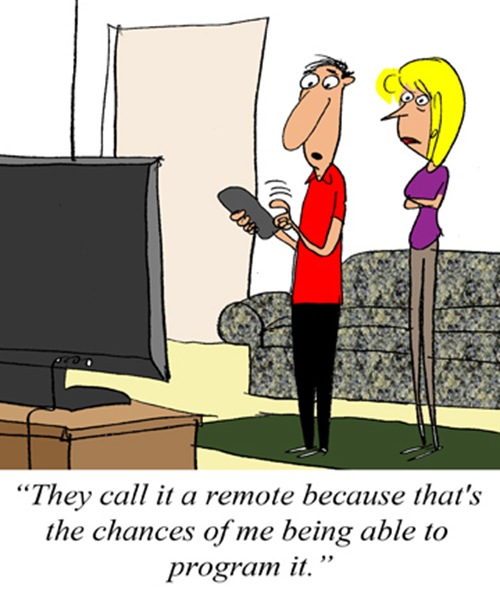 “They call it a remote because that's
the chances of me being able to
program it.”